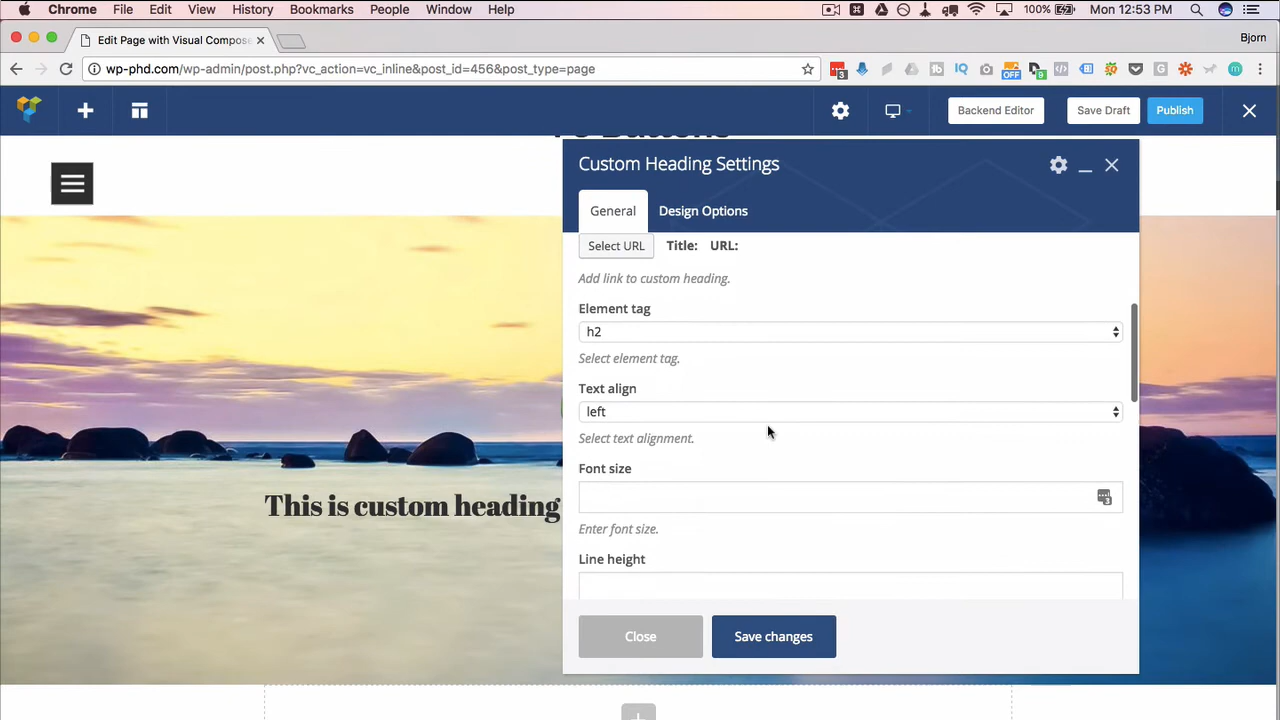 Chrome File Edit View History Bookmarks People Window Help 100% Mon 12:53 PM
Edit Page with Visual Compose
Bjorn
wp-phd.com/wp-admin/post.php?vc_action=vc_inline&post_id=456&post_type=page
3 OFF 9 G m
Backend Editor Save Draft Publish
Buttons
Custom Heading Settings
General Design Options
Select URL Title: URL:
Add link to custom heading.
Element tag
h2
Select element tag.
Text align
left
Select text alignment.
Font size
Enter font size.
Line height
This is custom heading
Close Save changes